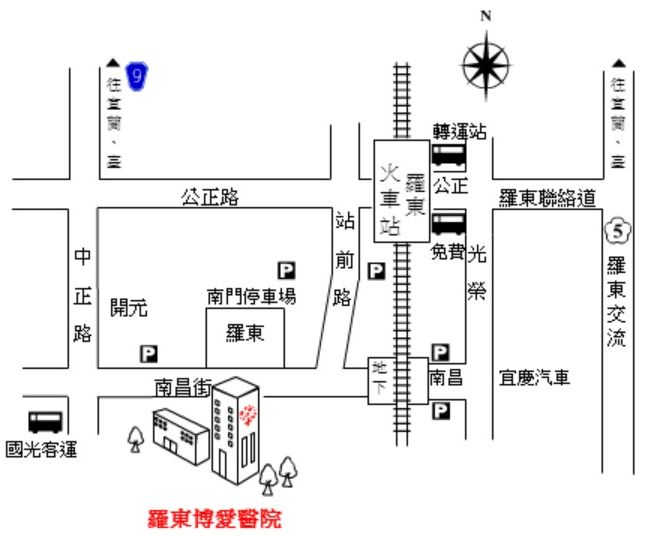 N
9
往宜蘭、臺
往宜蘭、臺
轉運站
羅東
火車站
公正
公正路
羅東聯絡道
站前路
免費
光榮
5
羅東交流
中正路
P
P
開元
南門停車場
羅東
P
P
地下
南昌
宜慶汽車
南昌街
P
國光客運
羅東博愛醫院